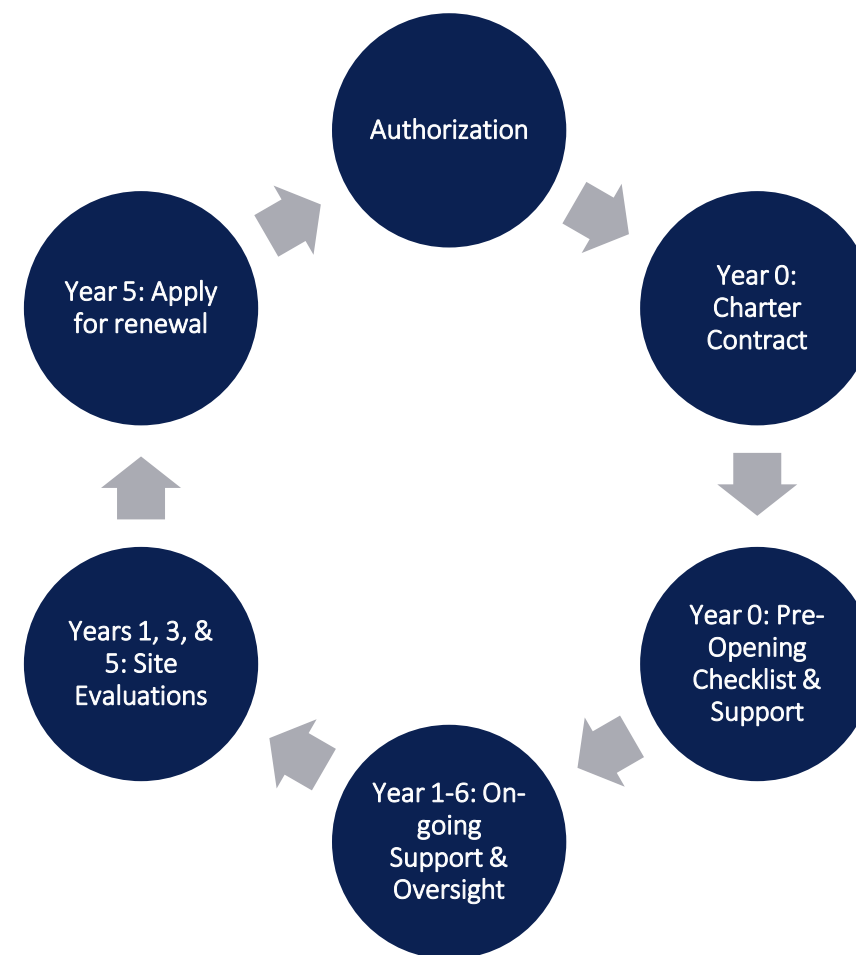 Authorization
Year 0:
Charter
Contract
Year 0: Pre-
Opening
Checklist &
Support
Year 1-6: On-
going
Support &
Oversight
Years 1, 3, &
5: Site
Evaluations
Year 5: Apply
for renewal